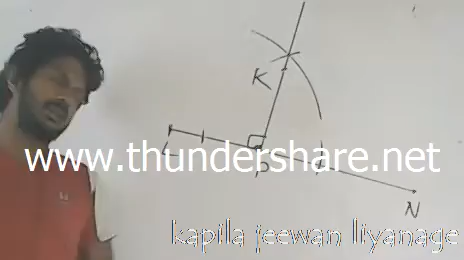 K
L
P
N
www.thundershare.net
kapila jeewan liyanage